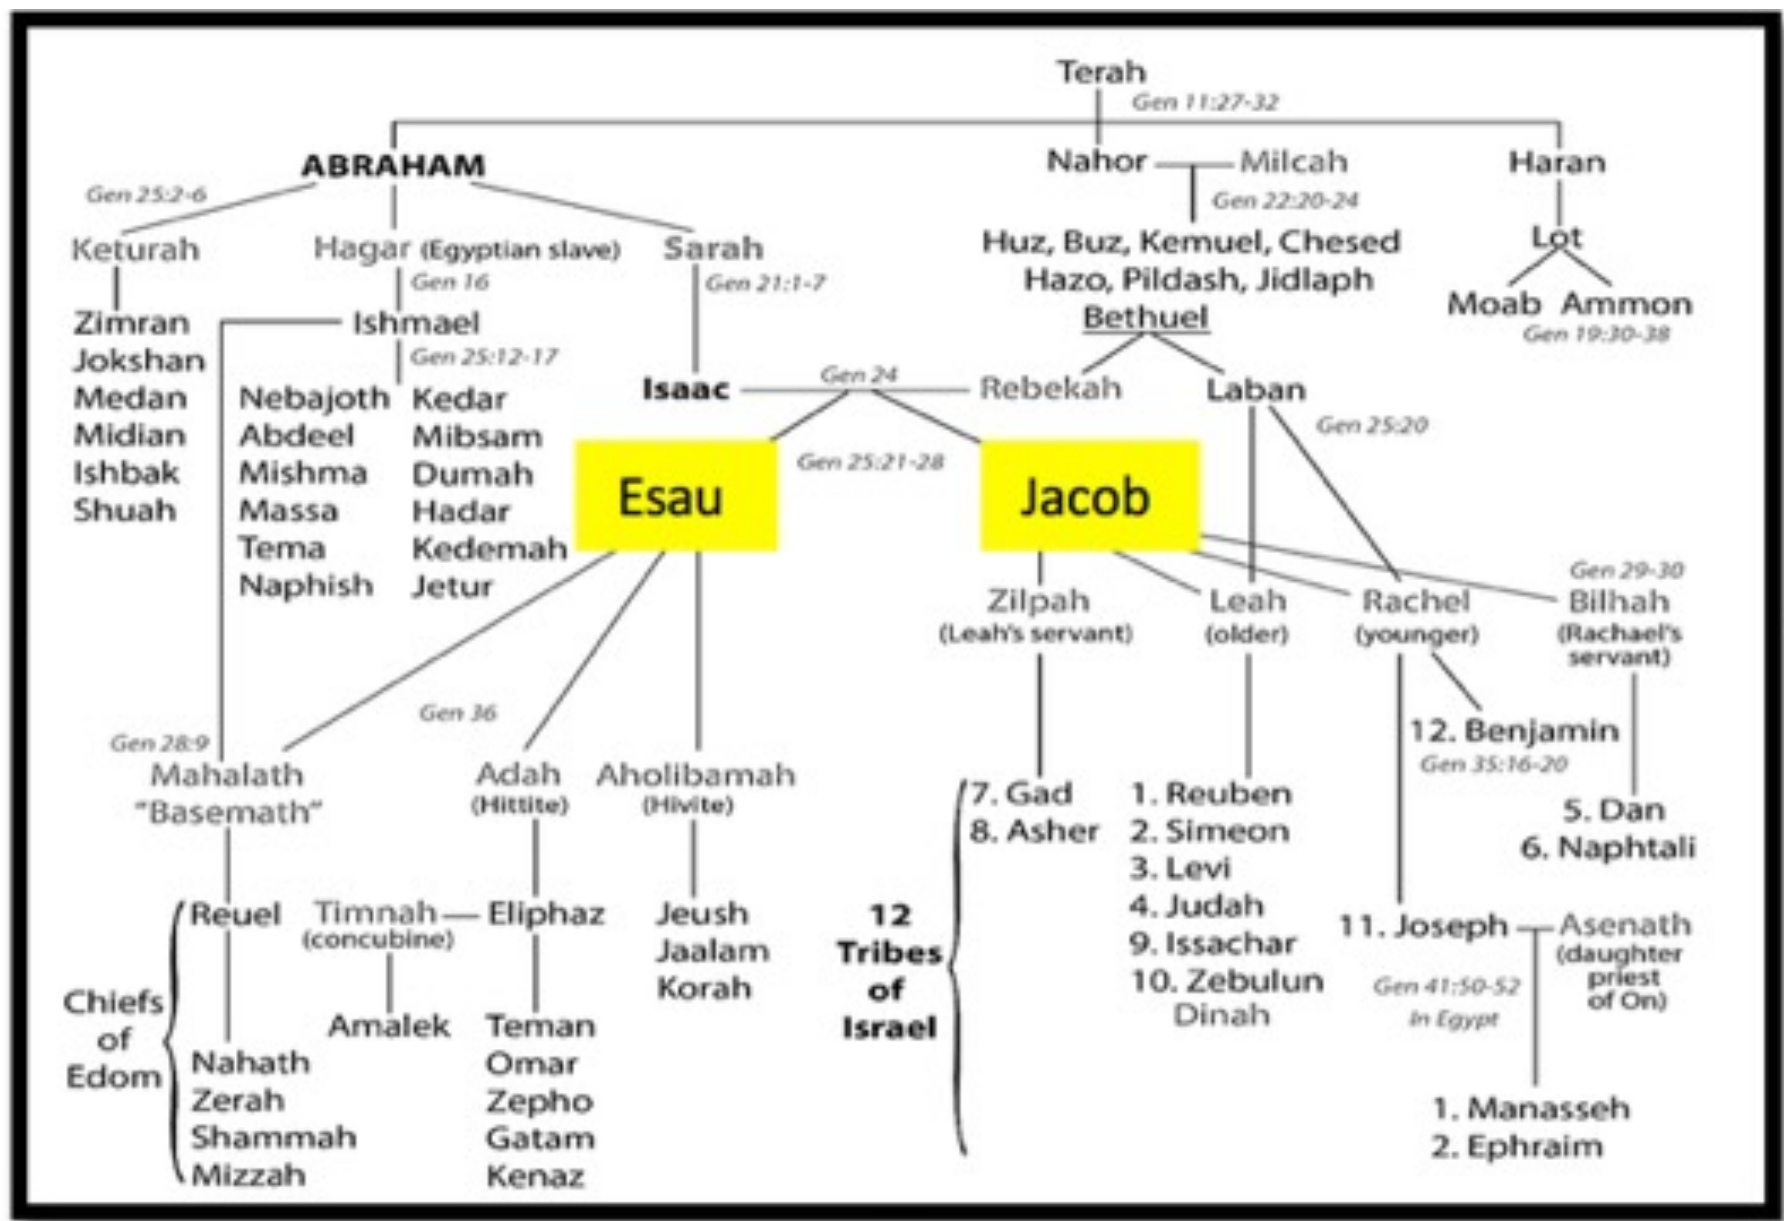 Terah
Gen 11:27-32
ABRAHAM
Nahor
Milcah
Haran
Gen 25:2-6
Gen 22:20-24
Keturah
Hagar (Egyptian slave)
Sarah
Huz, Buz, Kemuel, Chesed
Hazo, Pildash, Jidlaph
Bethuel
Lot
Gen 16
Gen 21:1-7
Moab Ammon
Gen 19:30-38
Zimran
Jokshan
Medan
Midian
Ishbak
Shuah
Ishmael
Gen 25:12-17
Nebajoth Kedar
Abdeel Mibsam
Mishma Dumah
Massa Hadar
Tema Kedemah
Naphish Jetur
Isaac
Gen 24
Rebekah
Laban
Gen 25:20
Esau
Gen 25:21-28
Jacob
Gen 29-30
Zilpah
(Leah's servant)
Leah
(older)
Rachel
(younger)
Bilhah
(Rachael's
servant)
Gen 36
Gen 28:9
Mahalath
"Basemath"
Adah
(Hittite)
Aholibamah
(Hivite)
12. Benjamin
Gen 35:16-20
7. Gad
8. Asher
1. Reuben
2. Simeon
3. Levi
4. Judah
9. Issachar
10. Zebulun
Dinah
5. Dan
6. Naphtali
12
Tribes
of
Israel
11. Joseph
Asenath
(daughter
priest
of On)
Gen 41:50-52
In Egypt
1. Manasseh
2. Ephraim
Chiefs
of
Edom
Reuel
Timnah
(concubine)
Eliphaz
Jeush
Jaalam
Korah
Amalek
Nahath
Zerah
Shammah
Mizzah
Teman
Omar
Zepho
Gatam
Kenaz